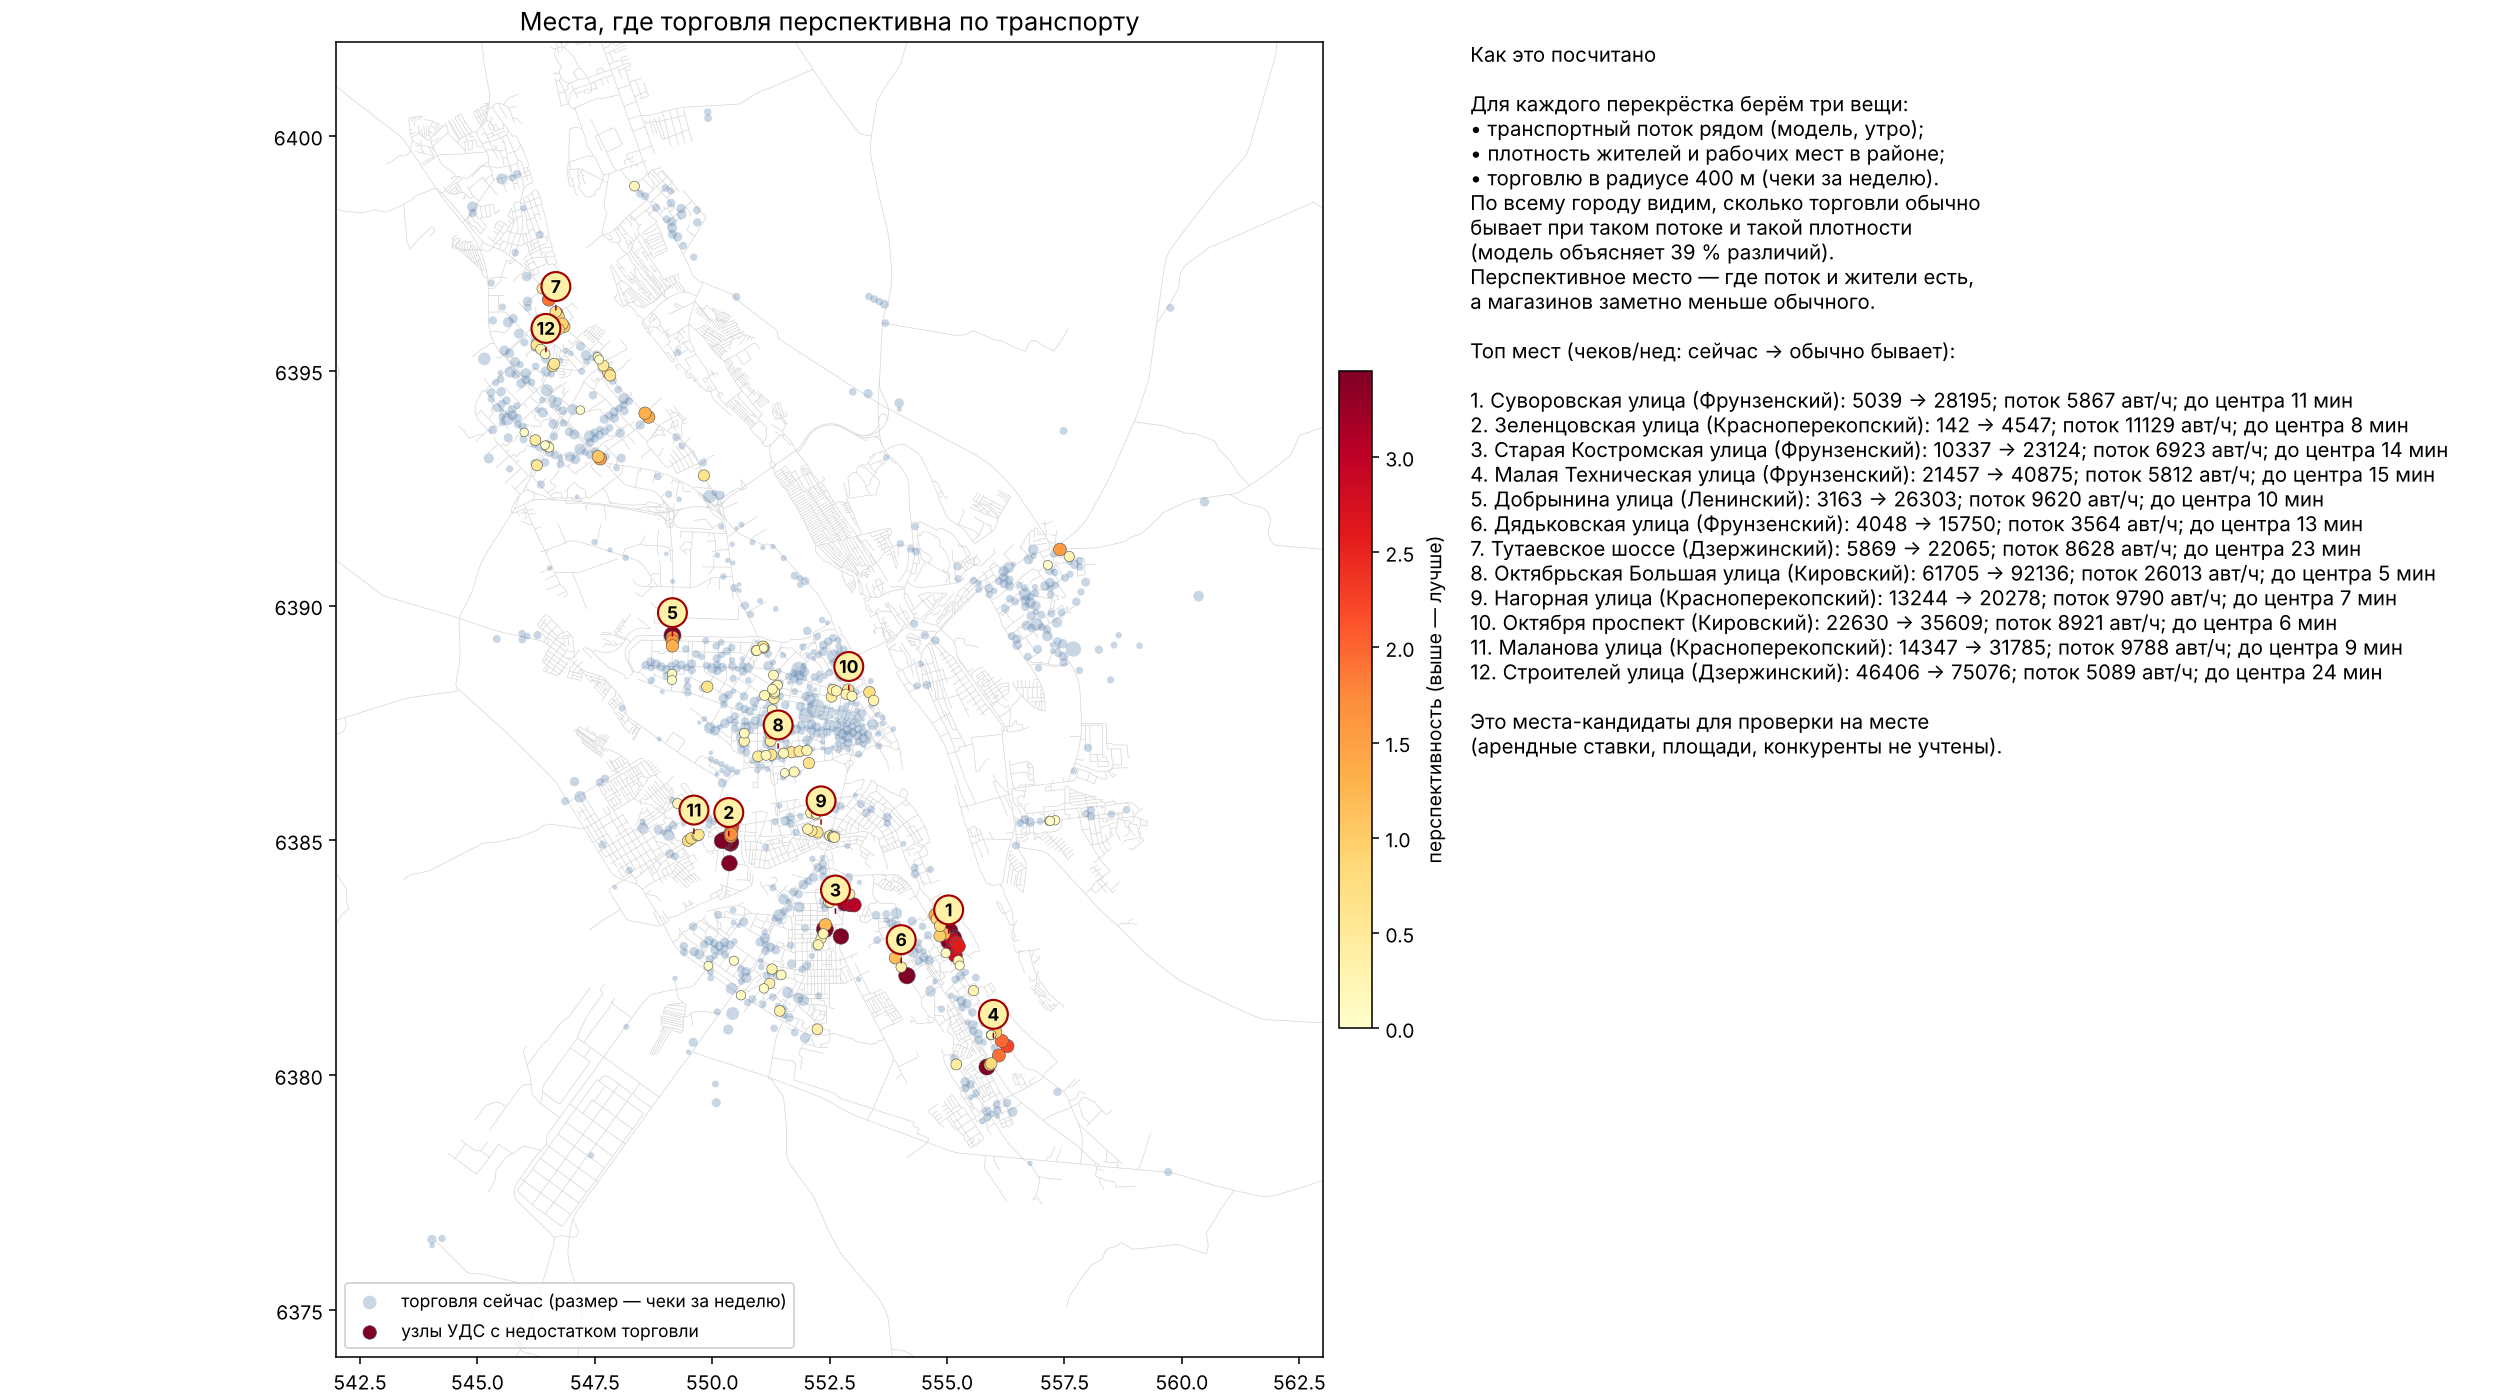 Места, где торговля перспективна по транспорту
6400
6395
6390
6385
6380
6375
542.5
545.0
547.5
550.0
552.5
555.0
557.5
560.0
562.5
7
12
5
10
8
11
2
9
3
1
6
4
торговля сейчас (размер — чеки за неделю)
узлы УДС с недостатком торговли
3.0
2.5
2.0
1.5
1.0
0.5
0.0
перспективность (выше — лучше)
Как это посчитано
Для каждого перекрёстка берём три вещи:
• транспортный поток рядом (модель, утро);
• плотность жителей и рабочих мест в районе;
• торговлю в радиусе 400 м (чеки за неделю).
По всему городу видим, сколько торговли обычно
бывает при таком потоке и такой плотности
(модель объясняет 39 % различий).
Перспективное место — где поток и жители есть,
а магазинов заметно меньше обычного.
Топ мест (чеков/нед: сейчас → обычно бывает):
1. Суворовская улица (Фрунзенский): 5039 → 28195; поток 5867 авт/ч; до центра 11 мин
2. Зеленцовская улица (Красноперекопский): 142 → 4547; поток 11129 авт/ч; до центра 8 мин
3. Старая Костромская улица (Фрунзенский): 10337 → 23124; поток 6923 авт/ч; до центра 14 мин
4. Малая Техническая улица (Фрунзенский): 21457 → 40875; поток 5812 авт/ч; до центра 15 мин
5. Добрынина улица (Ленинский): 3163 → 26303; поток 9620 авт/ч; до центра 10 мин
6. Дядьковская улица (Фрунзенский): 4048 → 15750; поток 3564 авт/ч; до центра 13 мин
7. Тутаевское шоссе (Дзержинский): 5869 → 22065; поток 8628 авт/ч; до центра 23 мин
8. Октябрьская Большая улица (Кировский): 61705 → 92136; поток 26013 авт/ч; до центра 5 мин
9. Нагорная улица (Красноперекопский): 13244 → 20278; поток 9790 авт/ч; до центра 7 мин
10. Октября проспект (Кировский): 22630 → 35609; поток 8921 авт/ч; до центра 6 мин
11. Маланова улица (Красноперекопский): 14347 → 31785; поток 9788 авт/ч; до центра 9 мин
12. Строителей улица (Дзержинский): 46406 → 75076; поток 5089 авт/ч; до центра 24 мин
Это места-кандидаты для проверки на месте
(арендные ставки, площади, конкуренты не учтены).